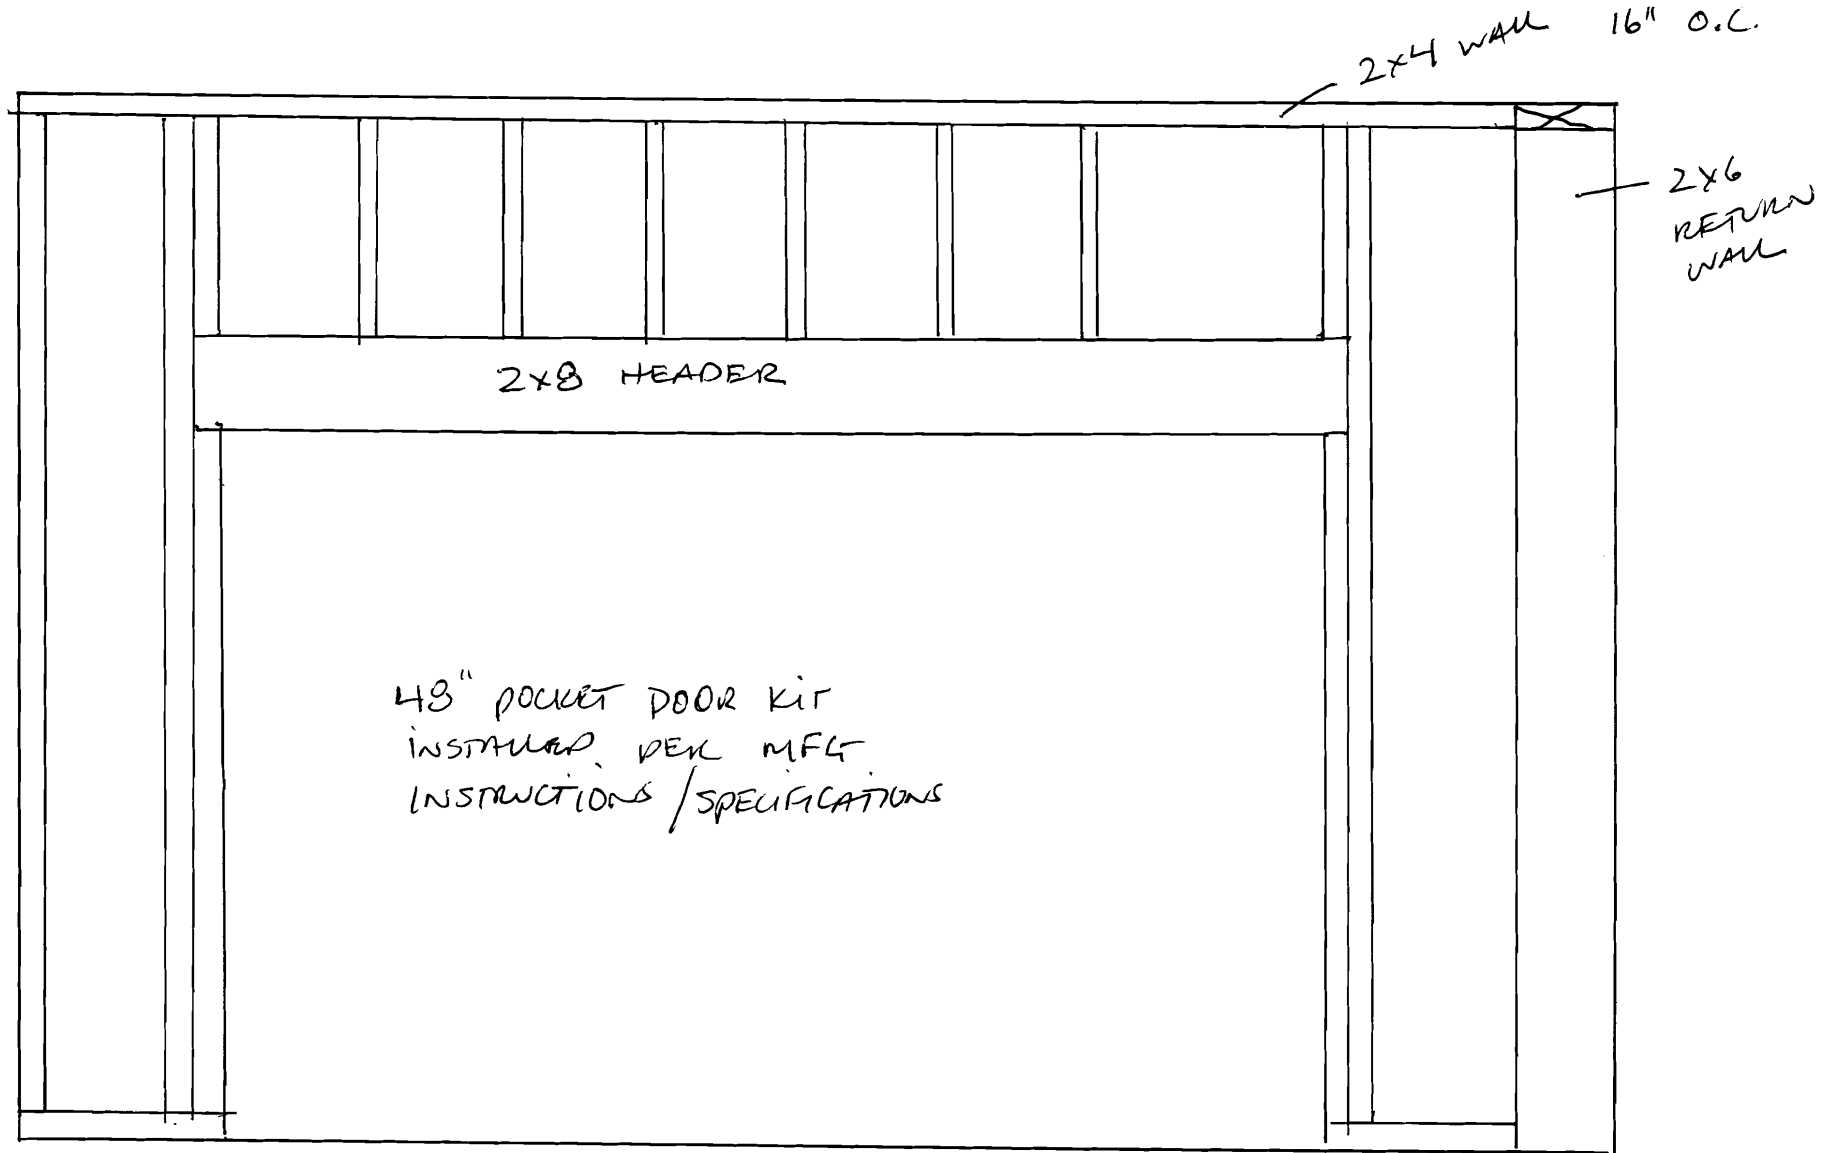 2x4 WALL 16" O.C.
2x6
RETURN
WALL
2x8 HEADER
48" POCKET DOOR KiT
iNSTALLED PER MFG
INSTRUCTIONS / SPECIFICATIONS